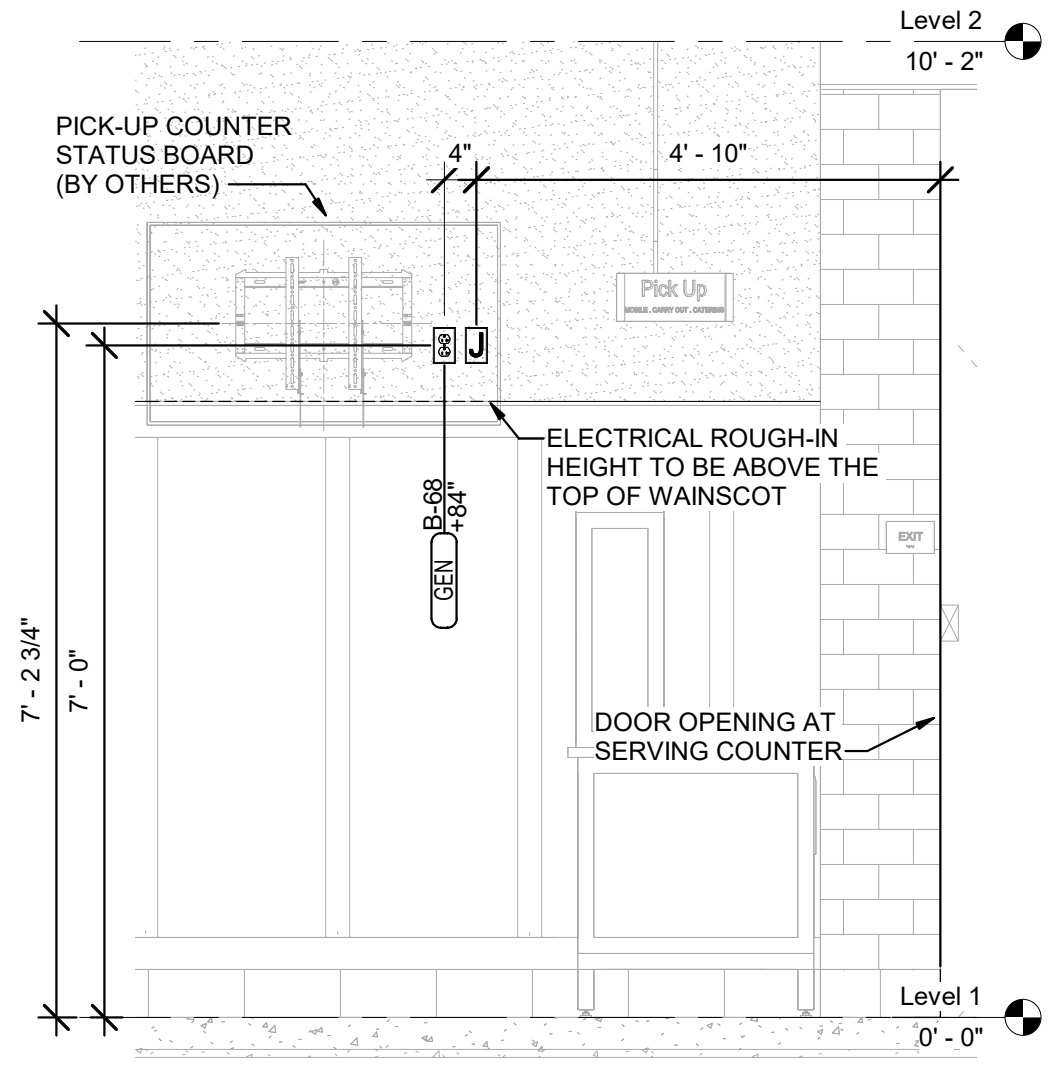 Level 2
10' - 2"
PICK-UP COUNTER
STATUS BOARD
(BY OTHERS)
4"
4' - 10"
Pick Up
MOBILE . CARRY OUT . CATERING
J
ELECTRICAL ROUGH-IN
HEIGHT TO BE ABOVE THE
TOP OF WAINSCOT
B-68
+84"
GEN
EXIT
7' - 2 3/4"
7' - 0"
DOOR OPENING AT
SERVING COUNTER
Level 1
0' - 0"